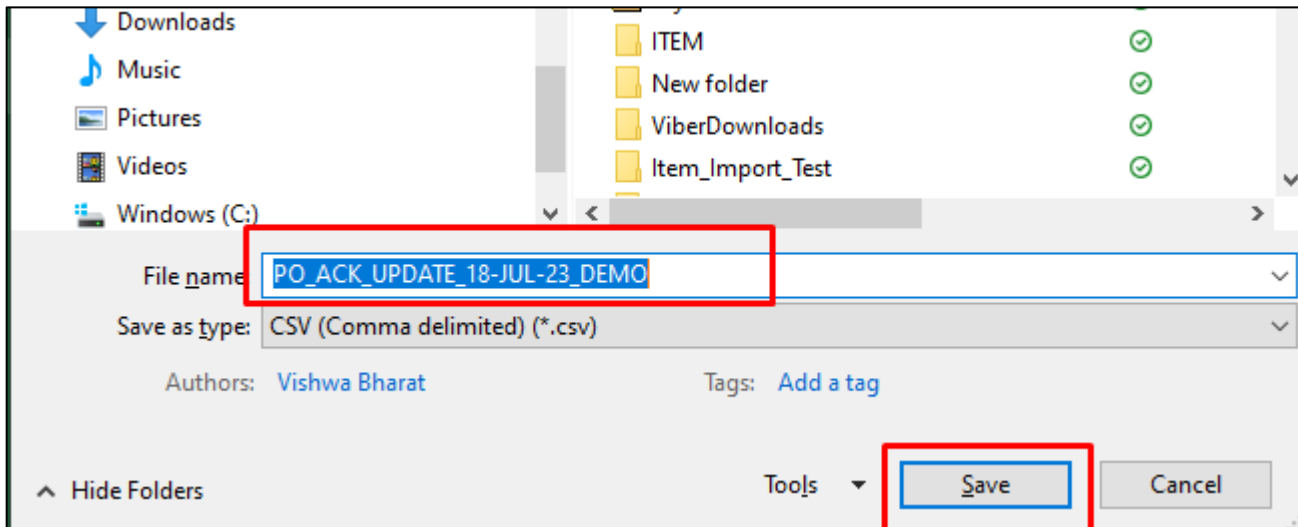 Downloads
Music
Pictures
Videos
Windows (C:)
ITEM
New folder
ViberDownloads
Item_Import_Test
File name
PO_ACK_UPDATE_18-JUL-23_DEMO
Save as type: CSV (Comma delimited) (*.csv)
Authors: Vishwa Bharat
Tags: Add a tag
Hide Folders
Tools
Save
Cancel